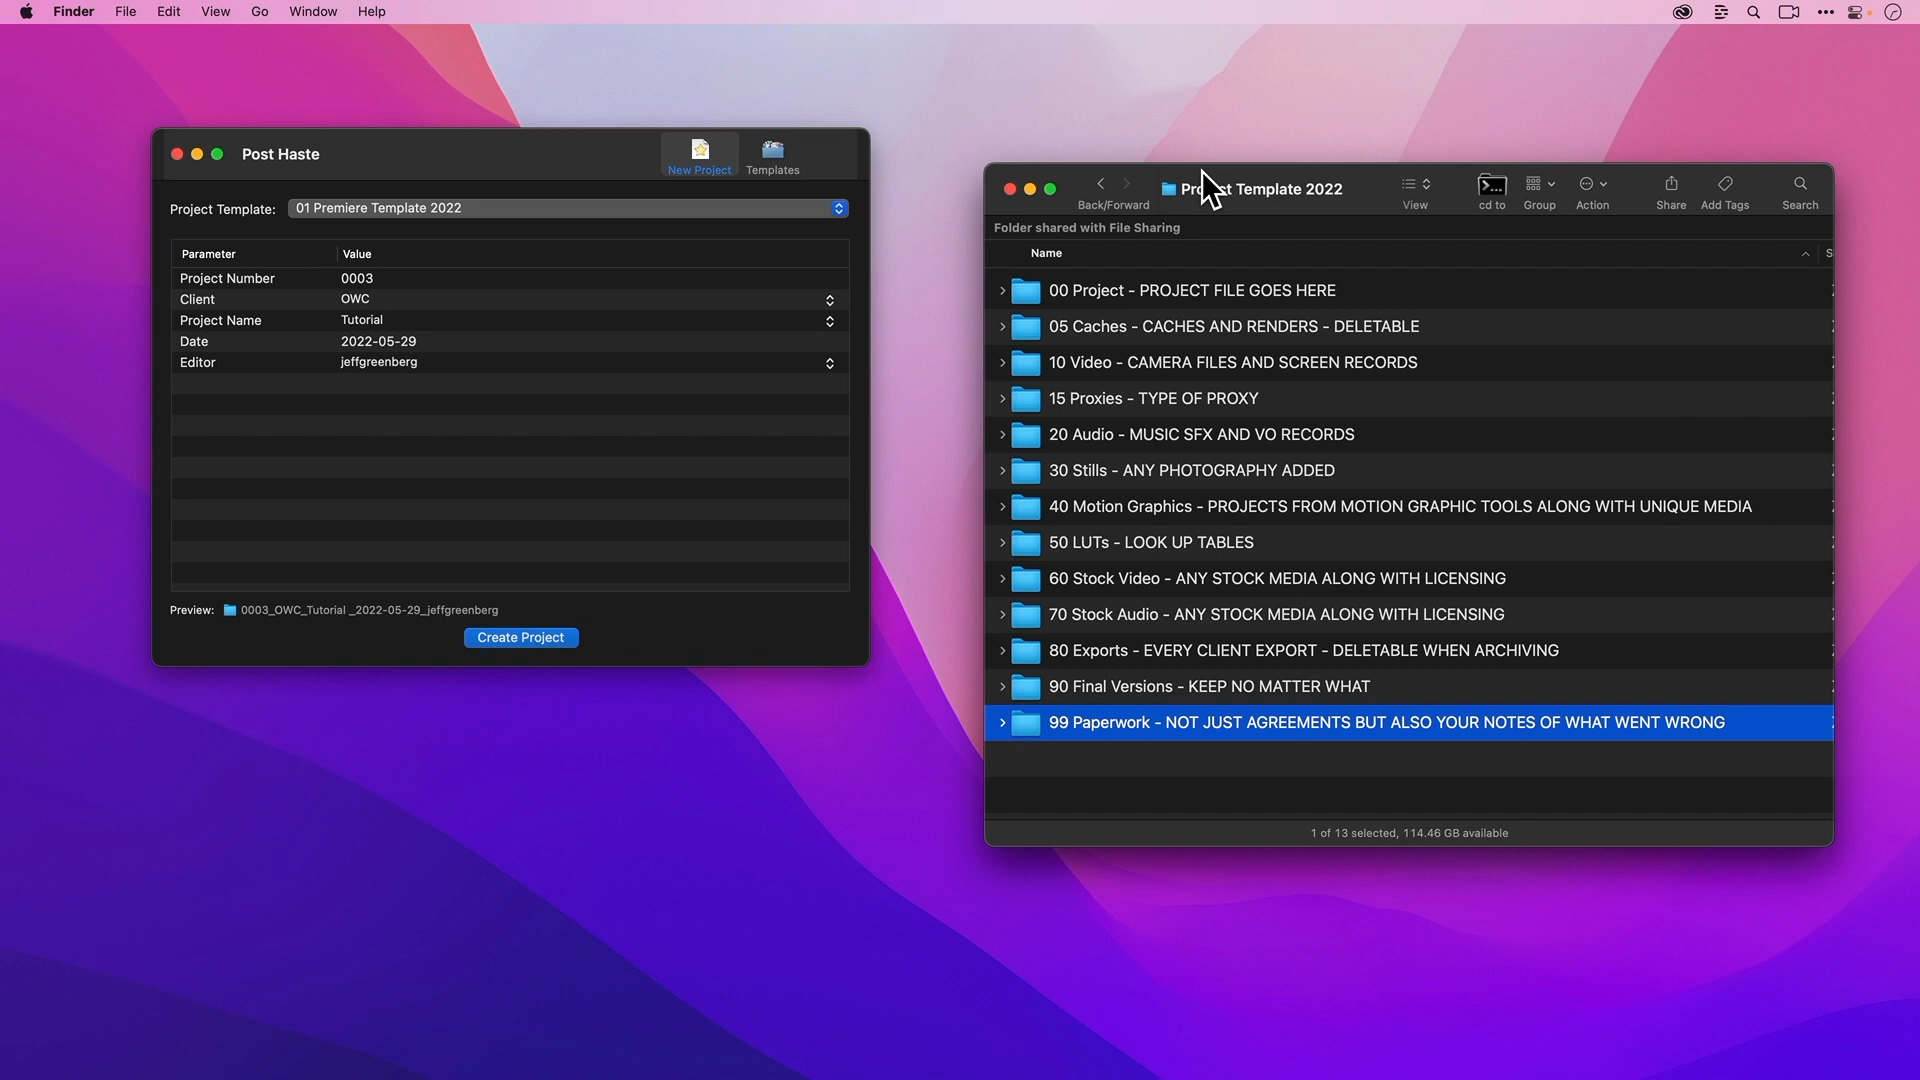 Finder File Edit View Go Window Help
Post Haste
New Project Templates
Project Template: 01 Premiere Template 2022
Parameter Value
Project Number 0003
Client OWC
Project Name Tutorial
Date 2022-05-29
Editor jeffgreenberg
Preview: 0003_OWC_Tutorial _2022-05-29_jeffgreenberg
Create Project
Template 2022
Back/Forward View cd to Group Action Share Add Tags Search
Folder shared with File Sharing
Name
00 Project - PROJECT FILE GOES HERE
05 Caches - CACHES AND RENDERS - DELETABLE
10 Video - CAMERA FILES AND SCREEN RECORDS
15 Proxies - TYPE OF PROXY
20 Audio - MUSIC SFX AND VO RECORDS
30 Stills - ANY PHOTOGRAPHY ADDED
40 Motion Graphics - PROJECTS FROM MOTION GRAPHIC TOOLS ALONG WITH UNIQUE MEDIA
50 LUTs - LOOK UP TABLES
60 Stock Video - ANY STOCK MEDIA ALONG WITH LICENSING
70 Stock Audio - ANY STOCK MEDIA ALONG WITH LICENSING
80 Exports - EVERY CLIENT EXPORT - DELETABLE WHEN ARCHIVING
90 Final Versions - KEEP NO MATTER WHAT
99 Paperwork - NOT JUST AGREEMENTS BUT ALSO YOUR NOTES OF WHAT WENT WRONG
1 of 13 selected, 114.46 GB available